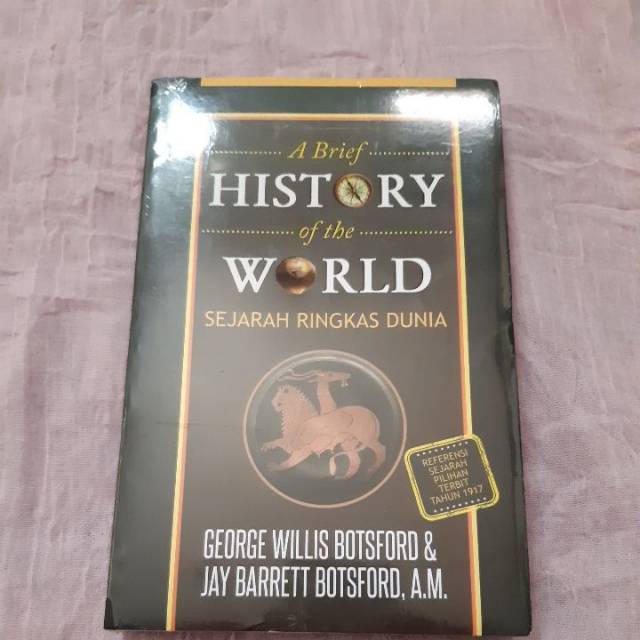 A Brief
HISTORY
of the
WORLD
SEJARAH RINGKAS DUNIA
REFERENSI
SEJARAH
PILIHAN
TERBIT
TAHUN 1917
GEORGE WILLIS BOTSFORD &
JAY BARRETT BOTSFORD, A.M.